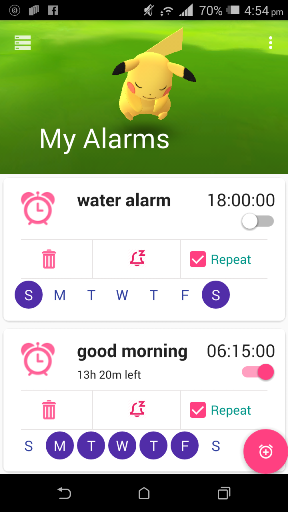 70% 4:54 pm
My Alarms
water alarm 18:00:00
Repeat
S M T W T F S
good morning 06:15:00
13h 20m left
Repeat
S M T W T F S